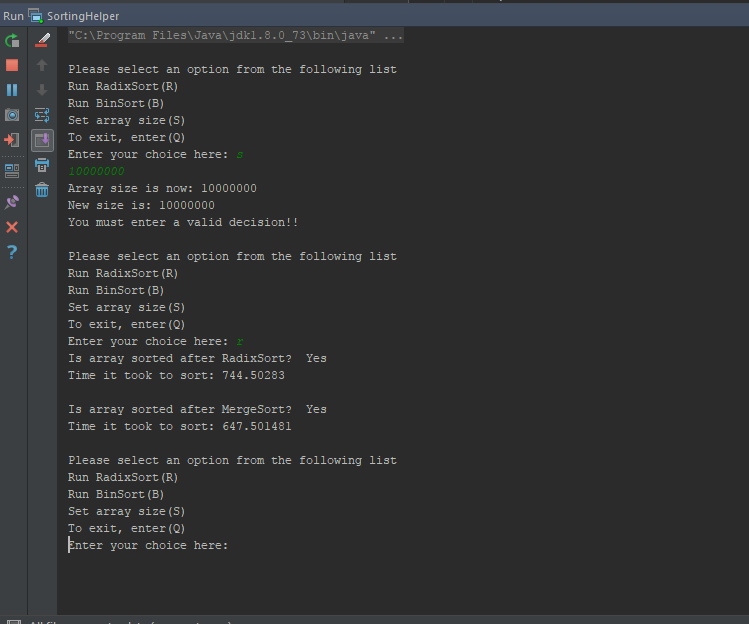 Run SortingHelper
"C:\Program Files\Java\jdk1.8.0_73\bin\java" ...
Please select an option from the following list
Run RadixSort(R)
Run BinSort(B)
Set array size(S)
To exit, enter(Q)
Enter your choice here: s
10000000
Array size is now: 10000000
New size is: 10000000
You must enter a valid decision!!
Please select an option from the following list
Run RadixSort(R)
Run BinSort(B)
Set array size(S)
To exit, enter(Q)
Enter your choice here: r
Is array sorted after RadixSort?  Yes
Time it took to sort: 744.50283
Is array sorted after MergeSort?  Yes
Time it took to sort: 647.501481
Please select an option from the following list
Run RadixSort(R)
Run BinSort(B)
Set array size(S)
To exit, enter(Q)
Enter your choice here: